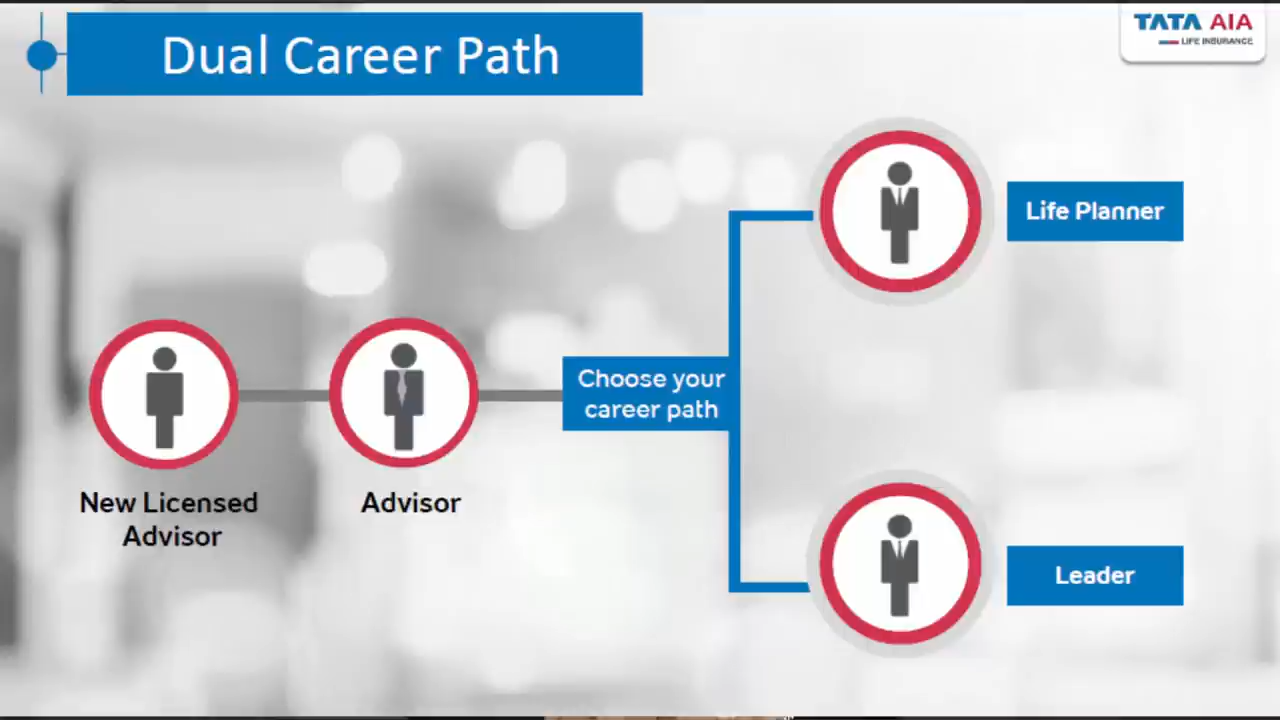 Dual Career Path
TATA AIA
LIFE INSURANCE
Life Planner
Choose your
career path
New Licensed
Advisor
Advisor
Leader